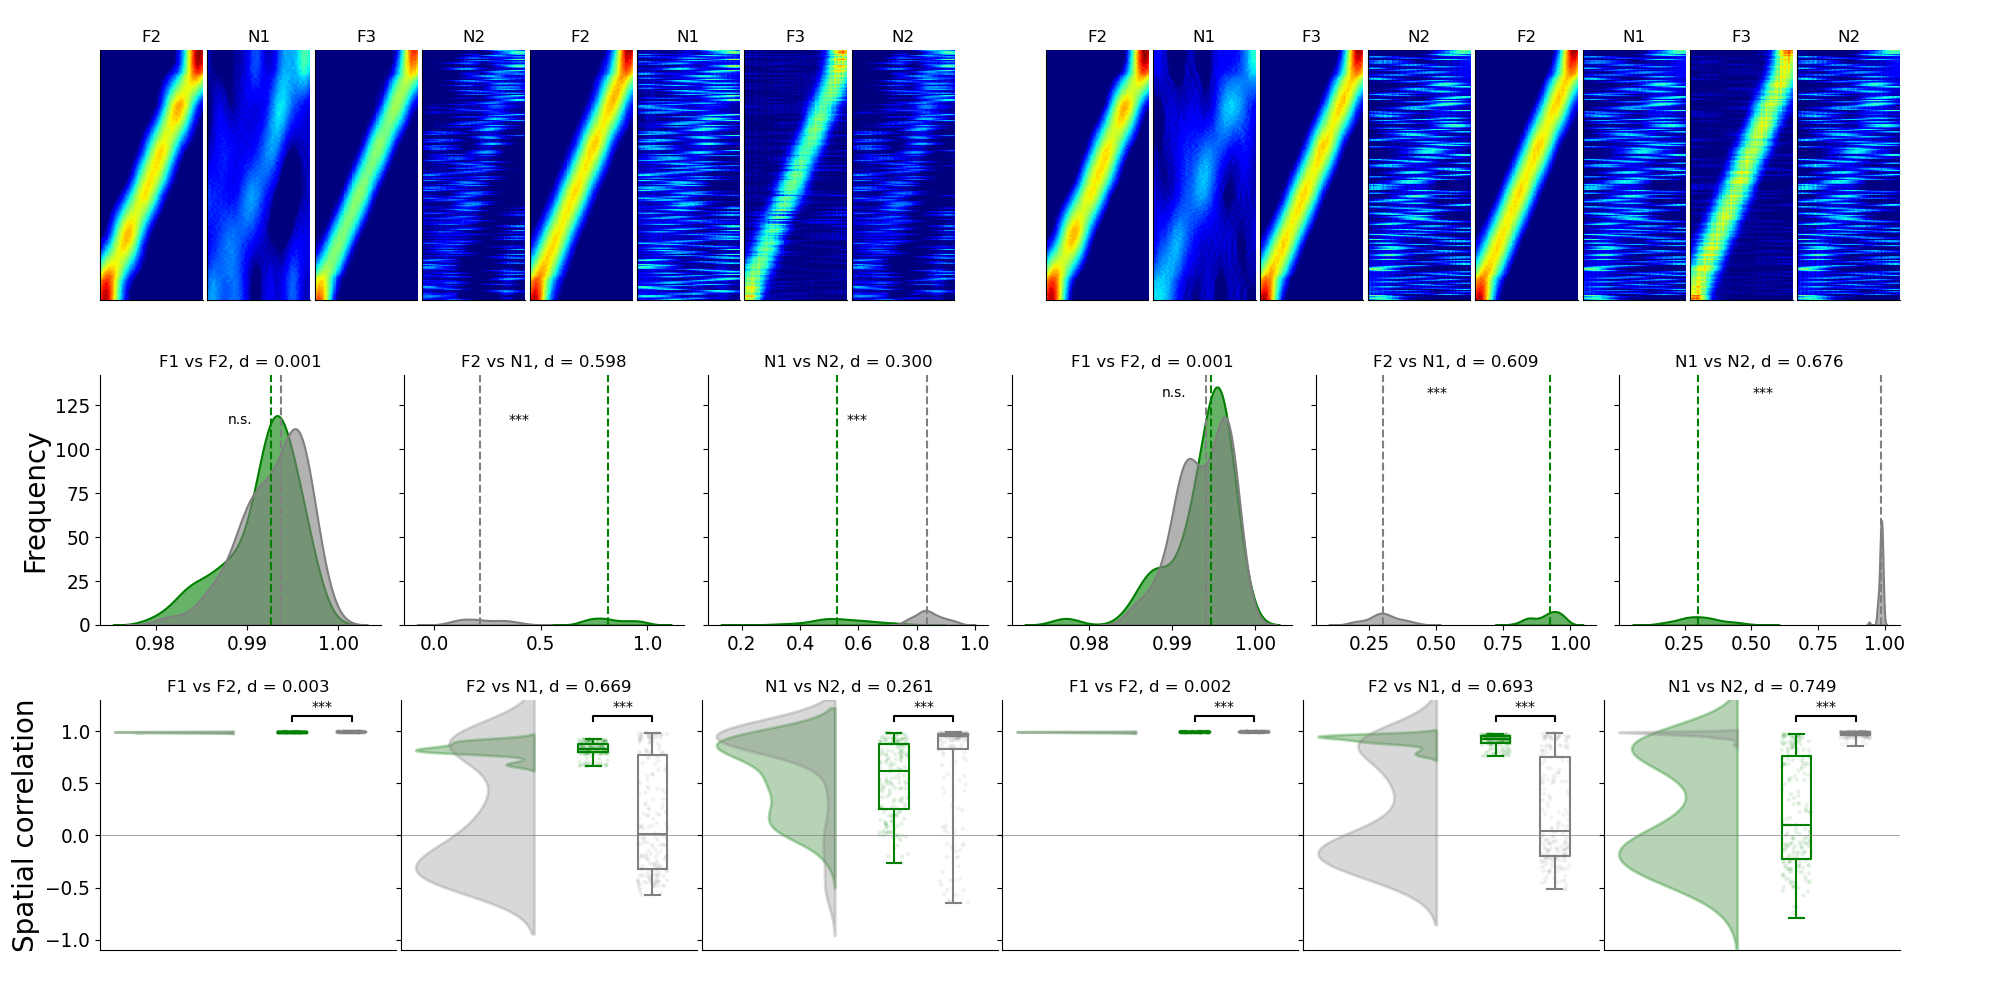 F2 N1 F3 N2 F2 N1 F3 N2 F2 N1 F3 N2 F2 N1 F3 N2
F1 vs F2, d = 0.001 F2 vs N1, d = 0.598 N1 vs N2, d = 0.300 F1 vs F2, d = 0.001 F2 vs N1, d = 0.609 N1 vs N2, d = 0.676
n.s. *** *** n.s. *** ***
Frequency
125
100
75
50
25
0
0.98 0.99 1.00 0.0 0.5 1.0 0.2 0.4 0.6 0.8 1.0 0.98 0.99 1.00 0.25 0.50 0.75 1.00 0.25 0.50 0.75 1.00
F1 vs F2, d = 0.003 F2 vs N1, d = 0.669 N1 vs N2, d = 0.261 F1 vs F2, d = 0.002 F2 vs N1, d = 0.693 N1 vs N2, d = 0.749
*** *** *** *** *** ***
Spatial correlation
1.0
0.5
0.0
−0.5
−1.0